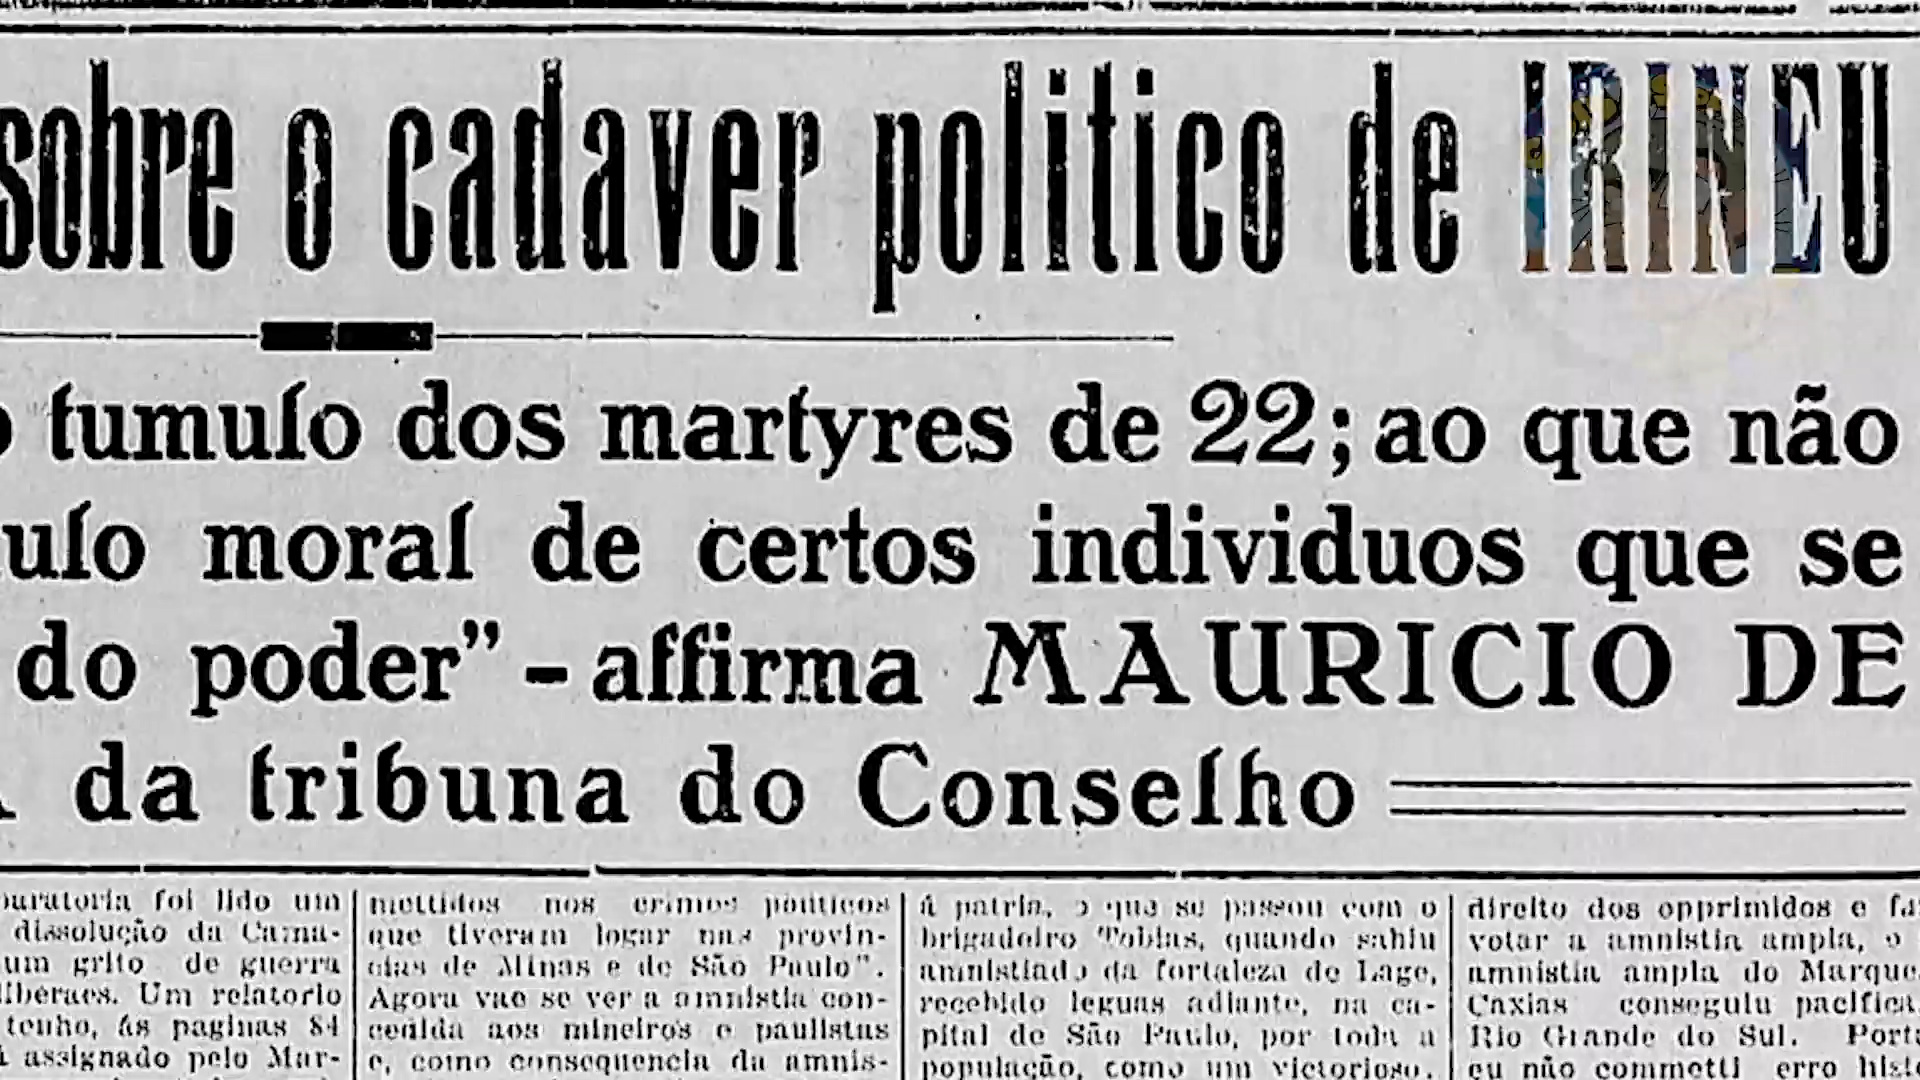 sobre o cadaver politico de IRINEU
tumulo dos martyres de 22; ao que não
moral de certos individuos que se
do poder" - affirma MAURICIO DE
da tribuna do Conselho
foi lido um
dissolução da Cama-
um grito de guerra
liberaes. Um relatorio
tenho, ás paginas 84
assignado pelo Mar-
mettidos nos crimes politicos
que tiveram logar nas provin-
cias de Minas e de São Paulo".
Agora vae se ver a amnistia con-
cedida aos mineiros e paulistas
e, como consequencia da amnis-
á patria, o que se passou com o
brigadeiro Tobias, quando sahiu
amnistiado da fortaleza de Lage,
recebido leguas adiante, na ca-
pital de São Paulo, por toda a
população, como um victorioso.
direito dos opprimidos e
votar a amnistia ampla, o
amnistia ampla do
Caxias conseguiu
Rio Grande do Sul.
eu não commetti erro